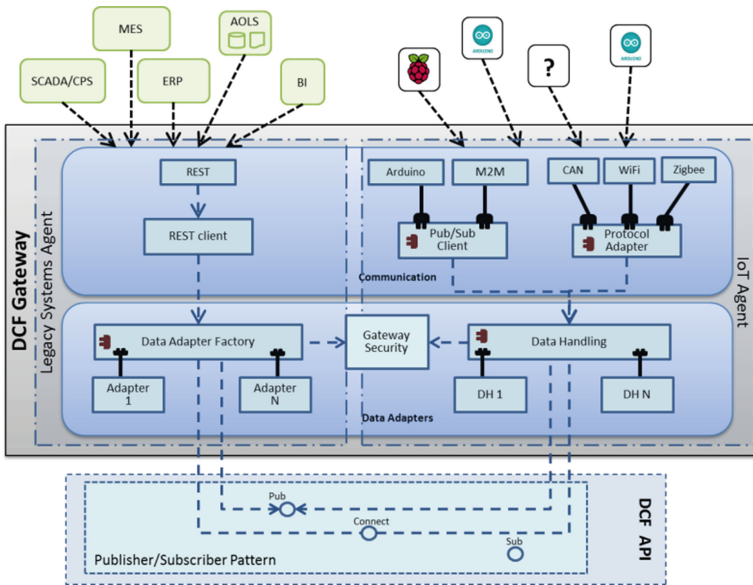 MES
AOLS
SCADA/CPS
ERP
BI
ARDUINO
?
ARDUINO
DCF Gateway
Legacy Systems Agent
IoT Agent
REST
REST client
Arduino
M2M
CAN
WiFi
Zigbee
Pub/Sub
Client
Protocol
Adapter
Communication
Data Adapter Factory
Gateway
Security
Data Handling
Adapter
1
Adapter
N
DH 1
DH N
Data Adapters
Pub
Connect
Sub
Publisher/Subscriber Pattern
DCF API